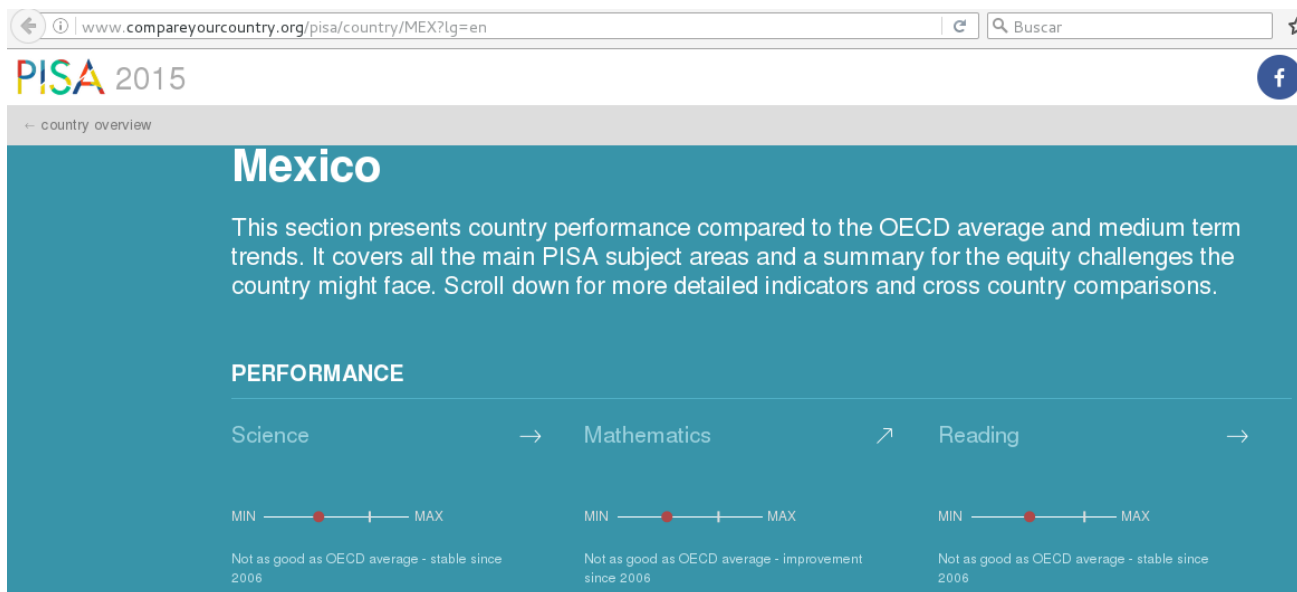 www.compareyourcountry.org/pisa/country/MEX?lg=en
Buscar
PISA 2015
f
← country overview
Mexico
This section presents country performance compared to the OECD average and medium term
trends. It covers all the main PISA subject areas and a summary for the equity challenges the
country might face. Scroll down for more detailed indicators and cross country comparisons.
PERFORMANCE
Science →
Mathematics ↗
Reading →
MIN MAX
MIN MAX
MIN MAX
Not as good as OECD average - stable since
2006
Not as good as OECD average - improvement
since 2006
Not as good as OECD average - stable since
2006